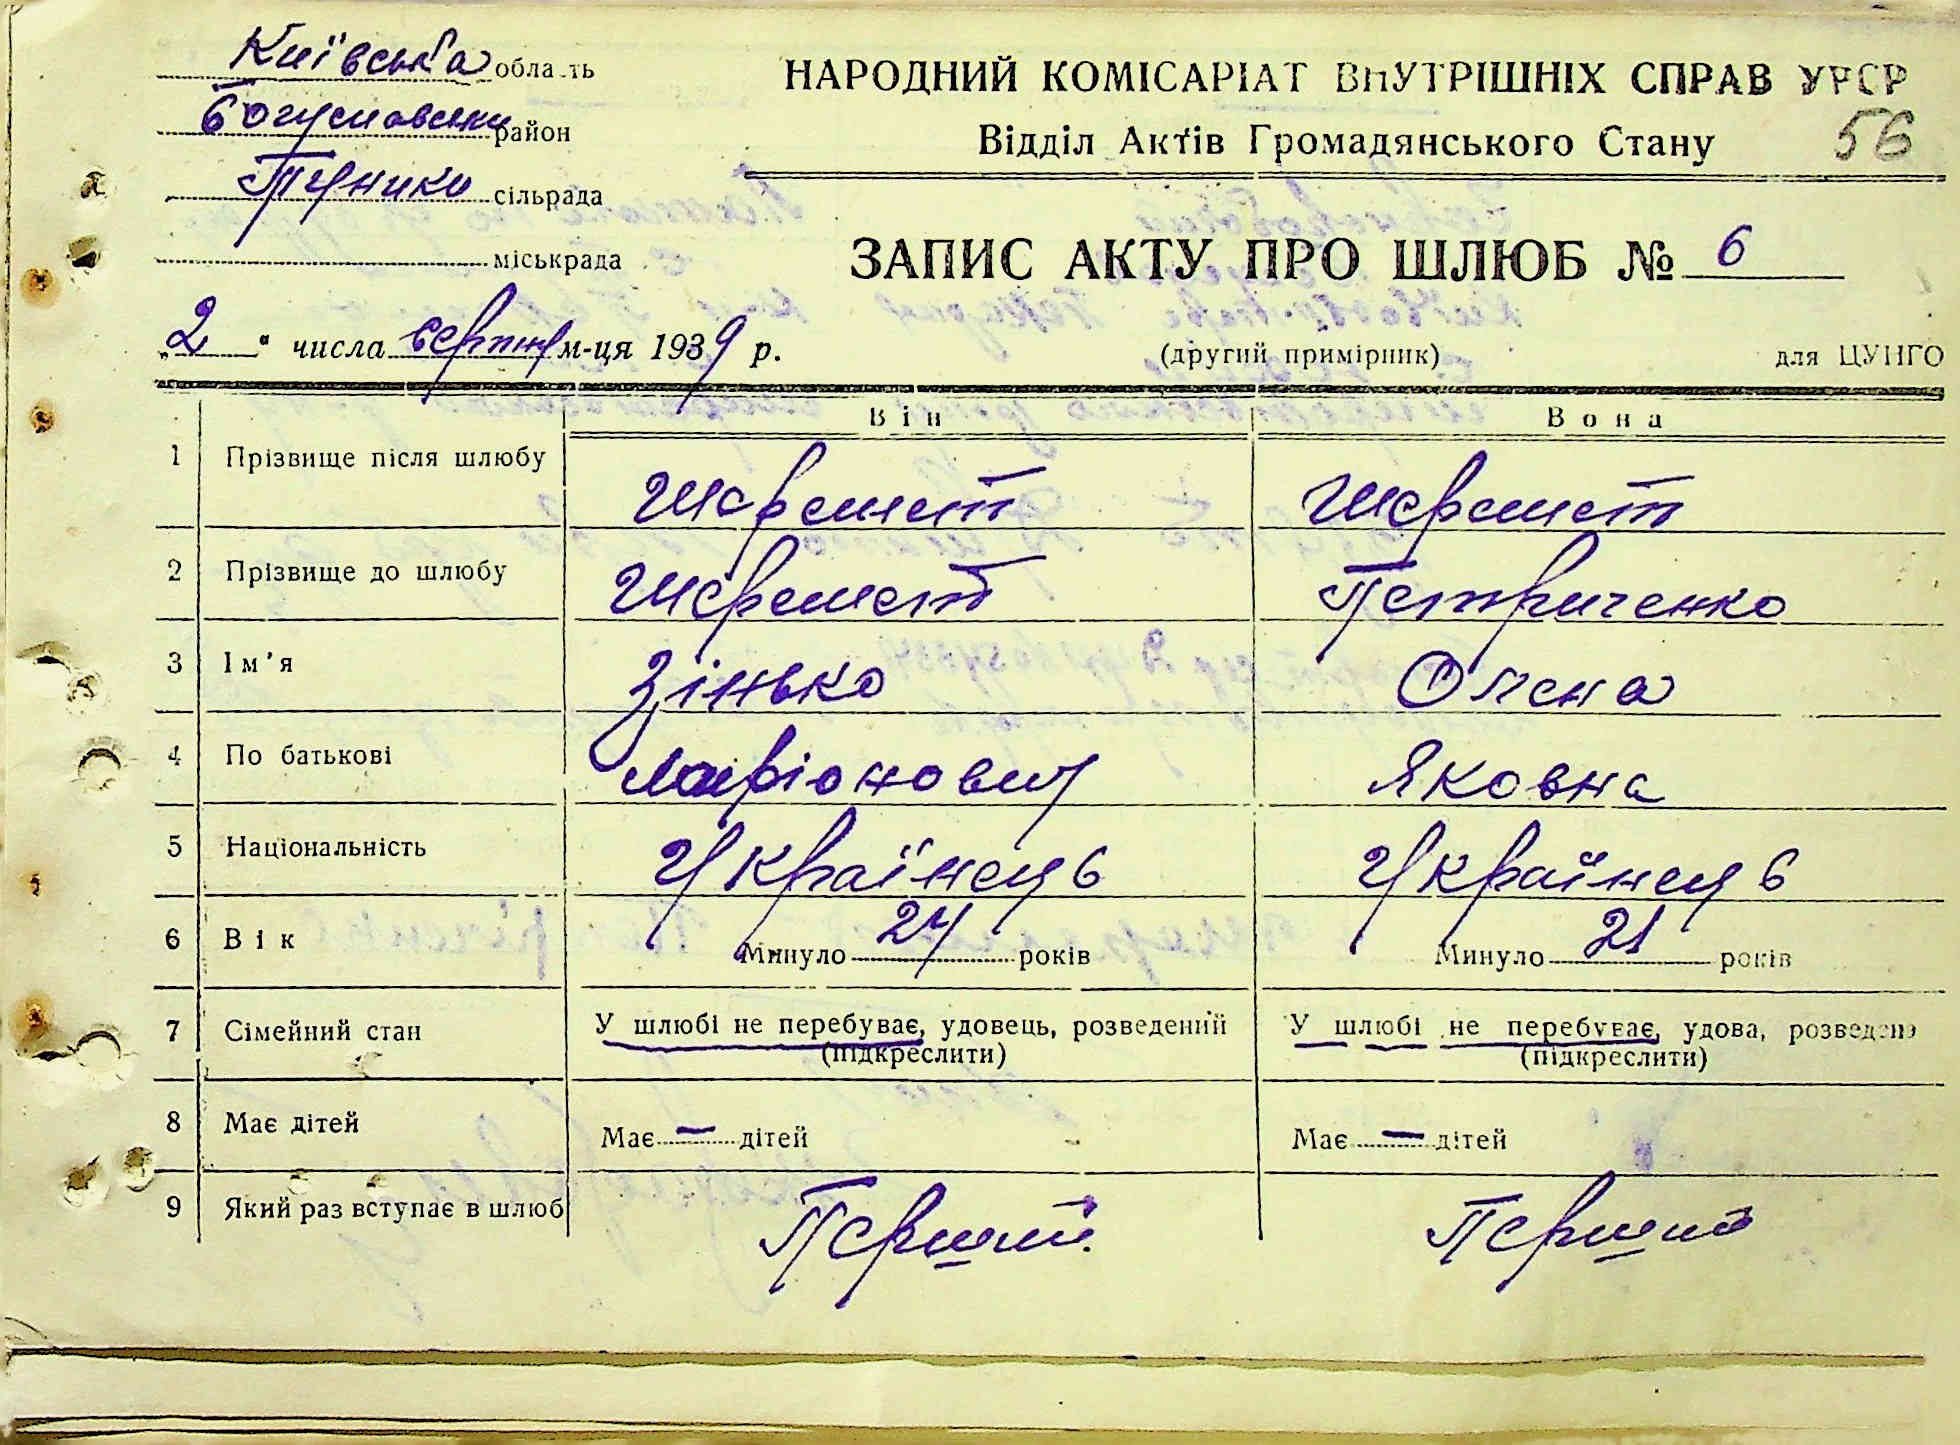 Київська область
Богуславський район
Туники сільрада
міськрада
НАРОДНИЙ КОМІСАРІАТ ВНУТРІШНІХ СПРАВ УРСР
Відділ Актів Громадянського Стану
56
ЗАПИС АКТУ ПРО ШЛЮБ № 6
„2“ числа серпня м-ця 1939 р.
(другий примірник)
для ЦУНГО
Він Вона
1 Прізвище після шлюбу Шеремет Шеремет
2 Прізвище до шлюбу Шеремет Петриченко
3 Ім'я Зінько Олена
4 По батькові Ларіонович Яковна
5 Національність Українець Українець
6 Вік Минуло 24 років Минуло 21 років
7 Сімейний стан У шлюбі не перебуває, удовець, розведений У шлюбі не перебуває, удова, розведена
(підкреслити) (підкреслити)
8 Має дітей Має — дітей Має — дітей
9 Який раз вступає в шлюб Перший Перший